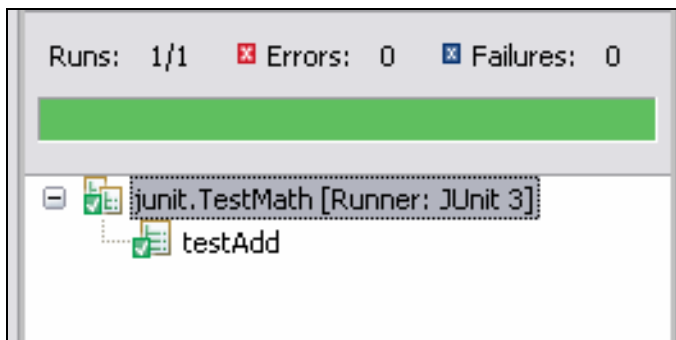 Runs: 1/1 Errors: 0 Failures: 0
junit.TestMath [Runner: JUnit 3]
testAdd